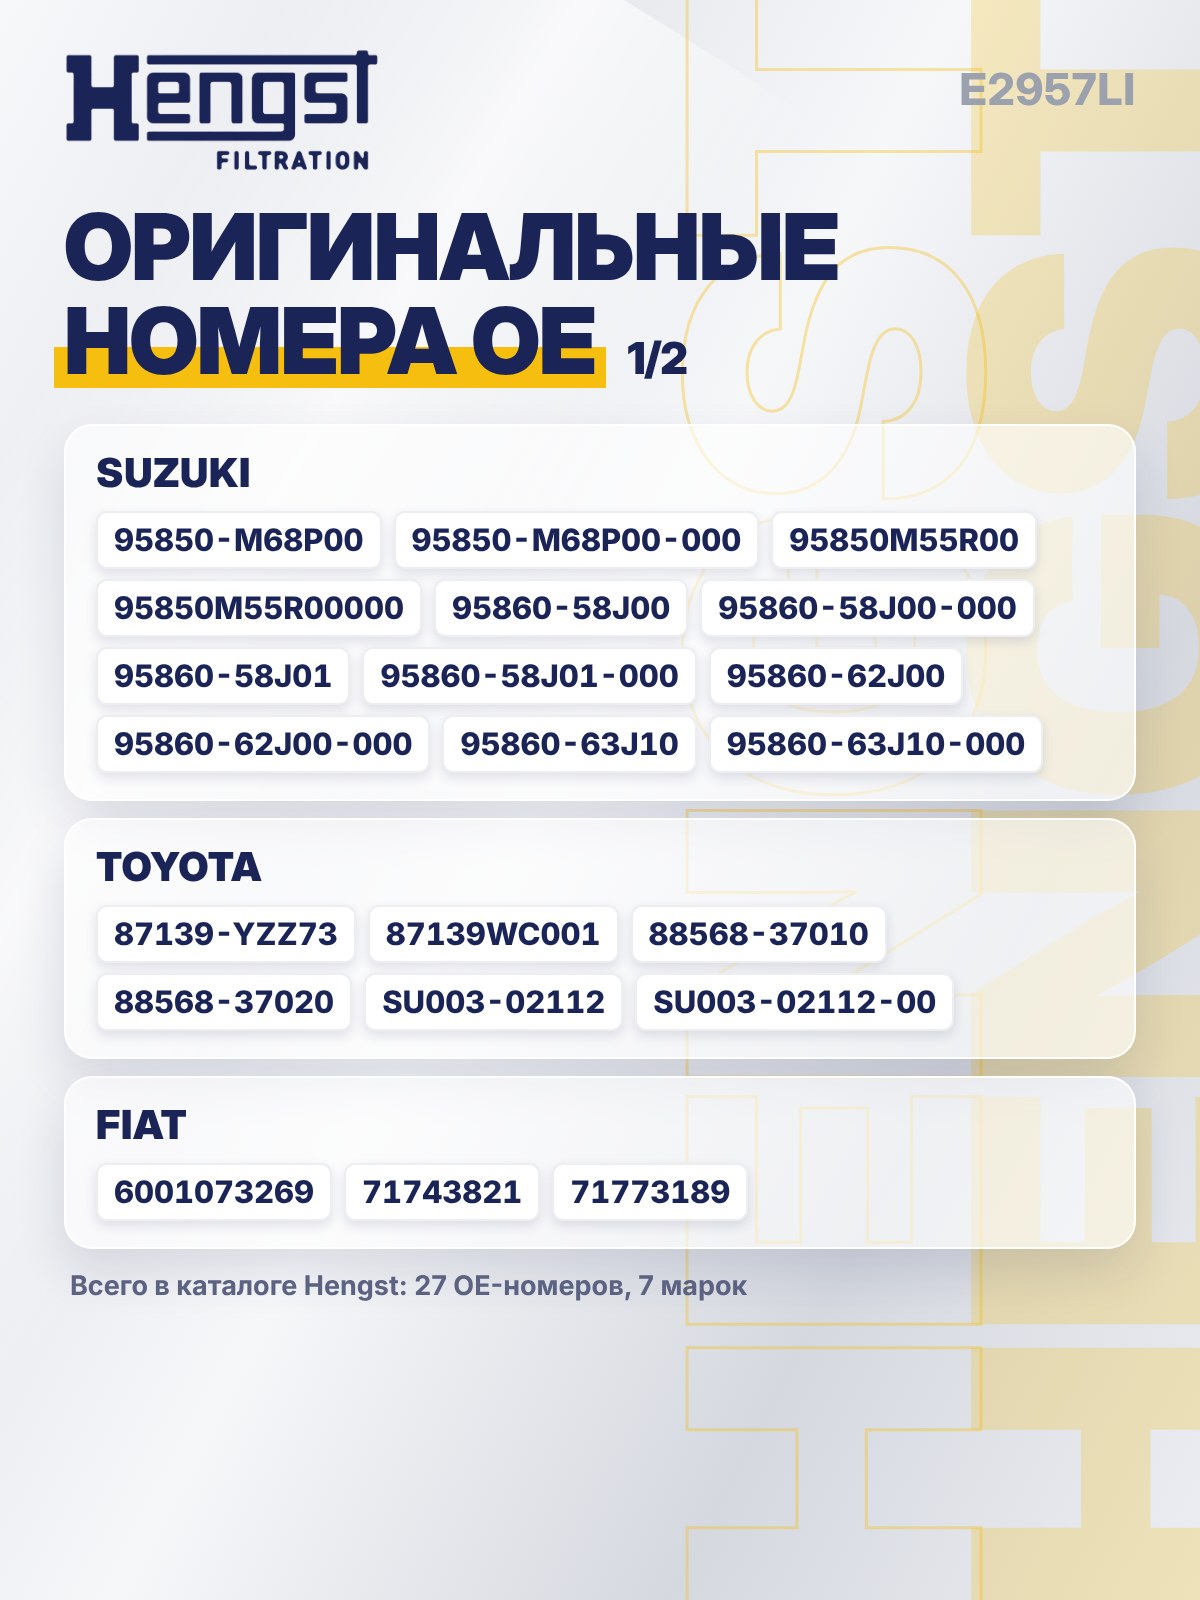 Hengst
FILTRATION
E2957LI
ОРИГИНАЛЬНЫЕ
НОМЕРА OE 1/2
SUZUKI
95850-M68P00 95850-M68P00-000 95850M55R00
95850M55R00000 95860-58J00 95860-58J00-000
95860-58J01 95860-58J01-000 95860-62J00
95860-62J00-000 95860-63J10 95860-63J10-000
TOYOTA
87139-YZZ73 87139WC001 88568-37010
88568-37020 SU003-02112 SU003-02112-00
FIAT
6001073269 71743821 71773189
Всего в каталоге Hengst: 27 OE-номеров, 7 марок
HENGST
HENGST